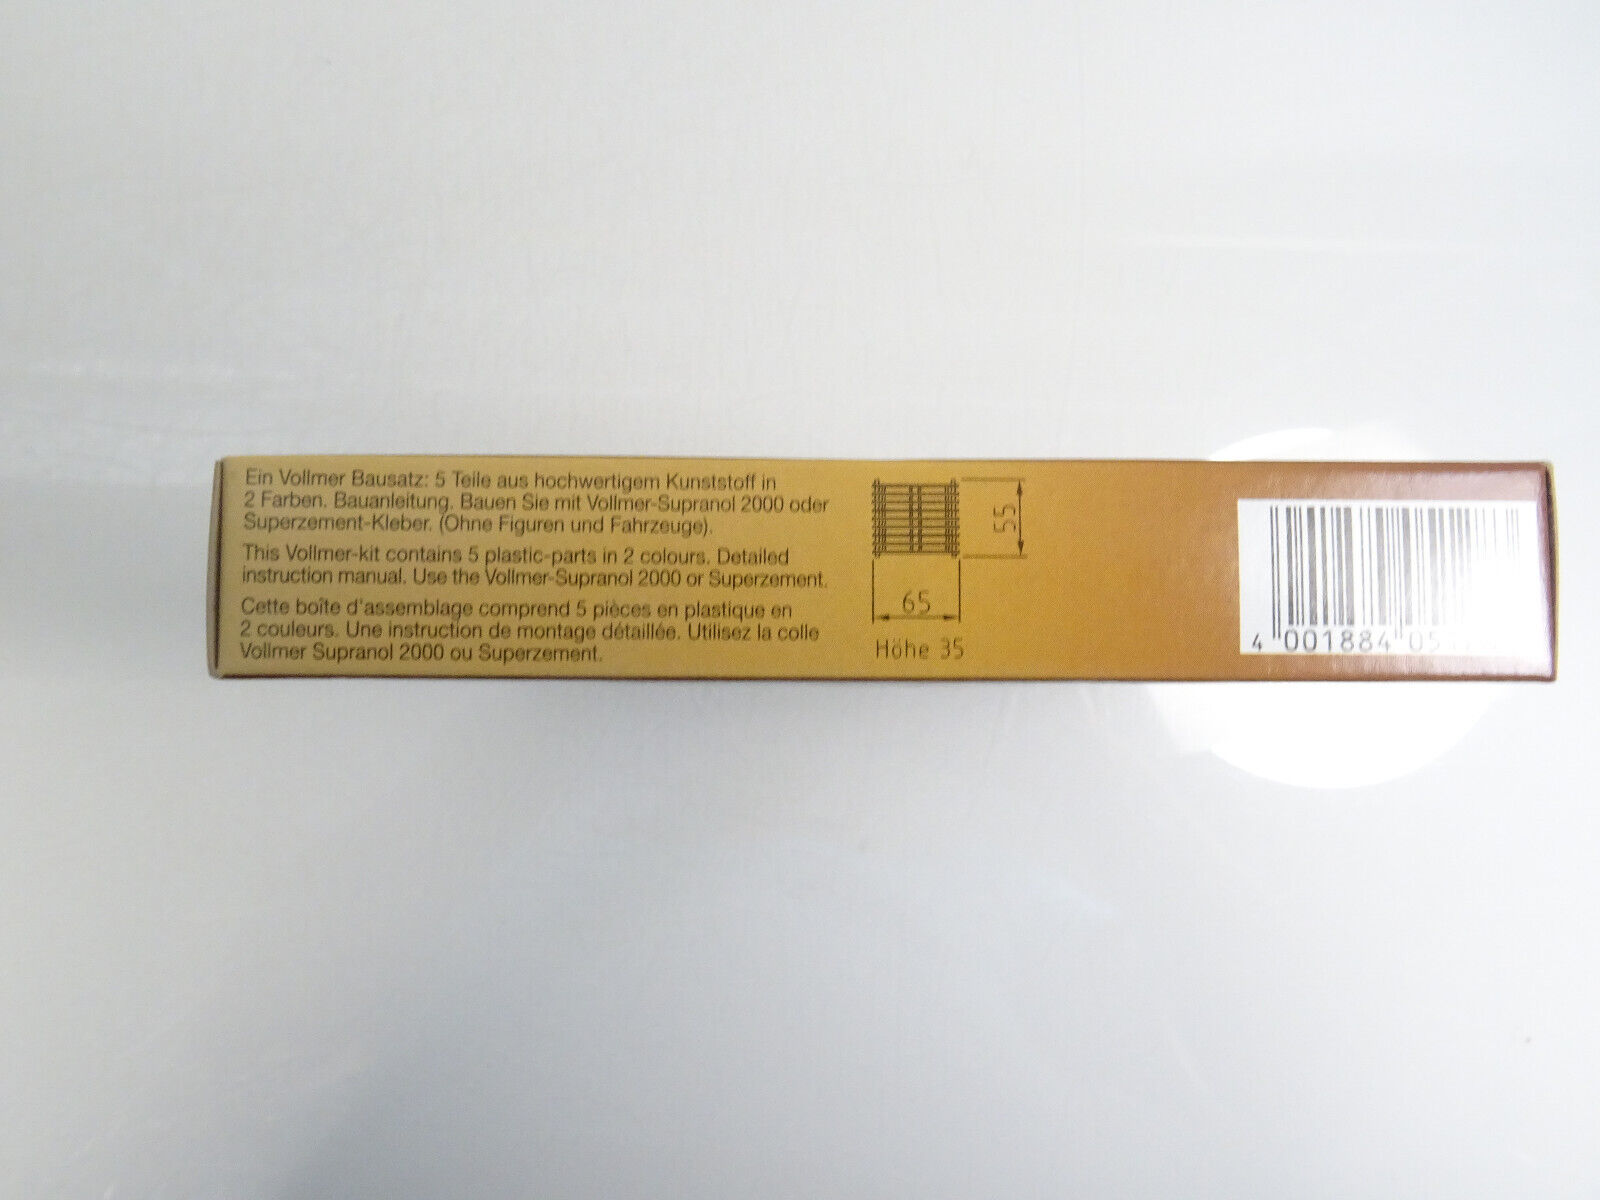 Ein Vollmer Bausatz: 5 Teile aus hochwertigem Kunststoff in
2 Farben. Bauanleitung. Bauen Sie mit Vollmer-Supranol 2000 oder
Superzement-Kleber. (Ohne Figuren und Fahrzeuge).
This Vollmer-kit contains 5 plastic-parts in 2 colours. Detailed
instruction manual. Use the Vollmer-Supranol 2000 or Superzement.
Cette boîte d'assemblage comprend 5 pièces en plastique en
2 couleurs. Une instruction de montage détaillée. Utilisez la colle
Vollmer Supranol 2000 ou Superzement.
55
65
Höhe 35
4 001884